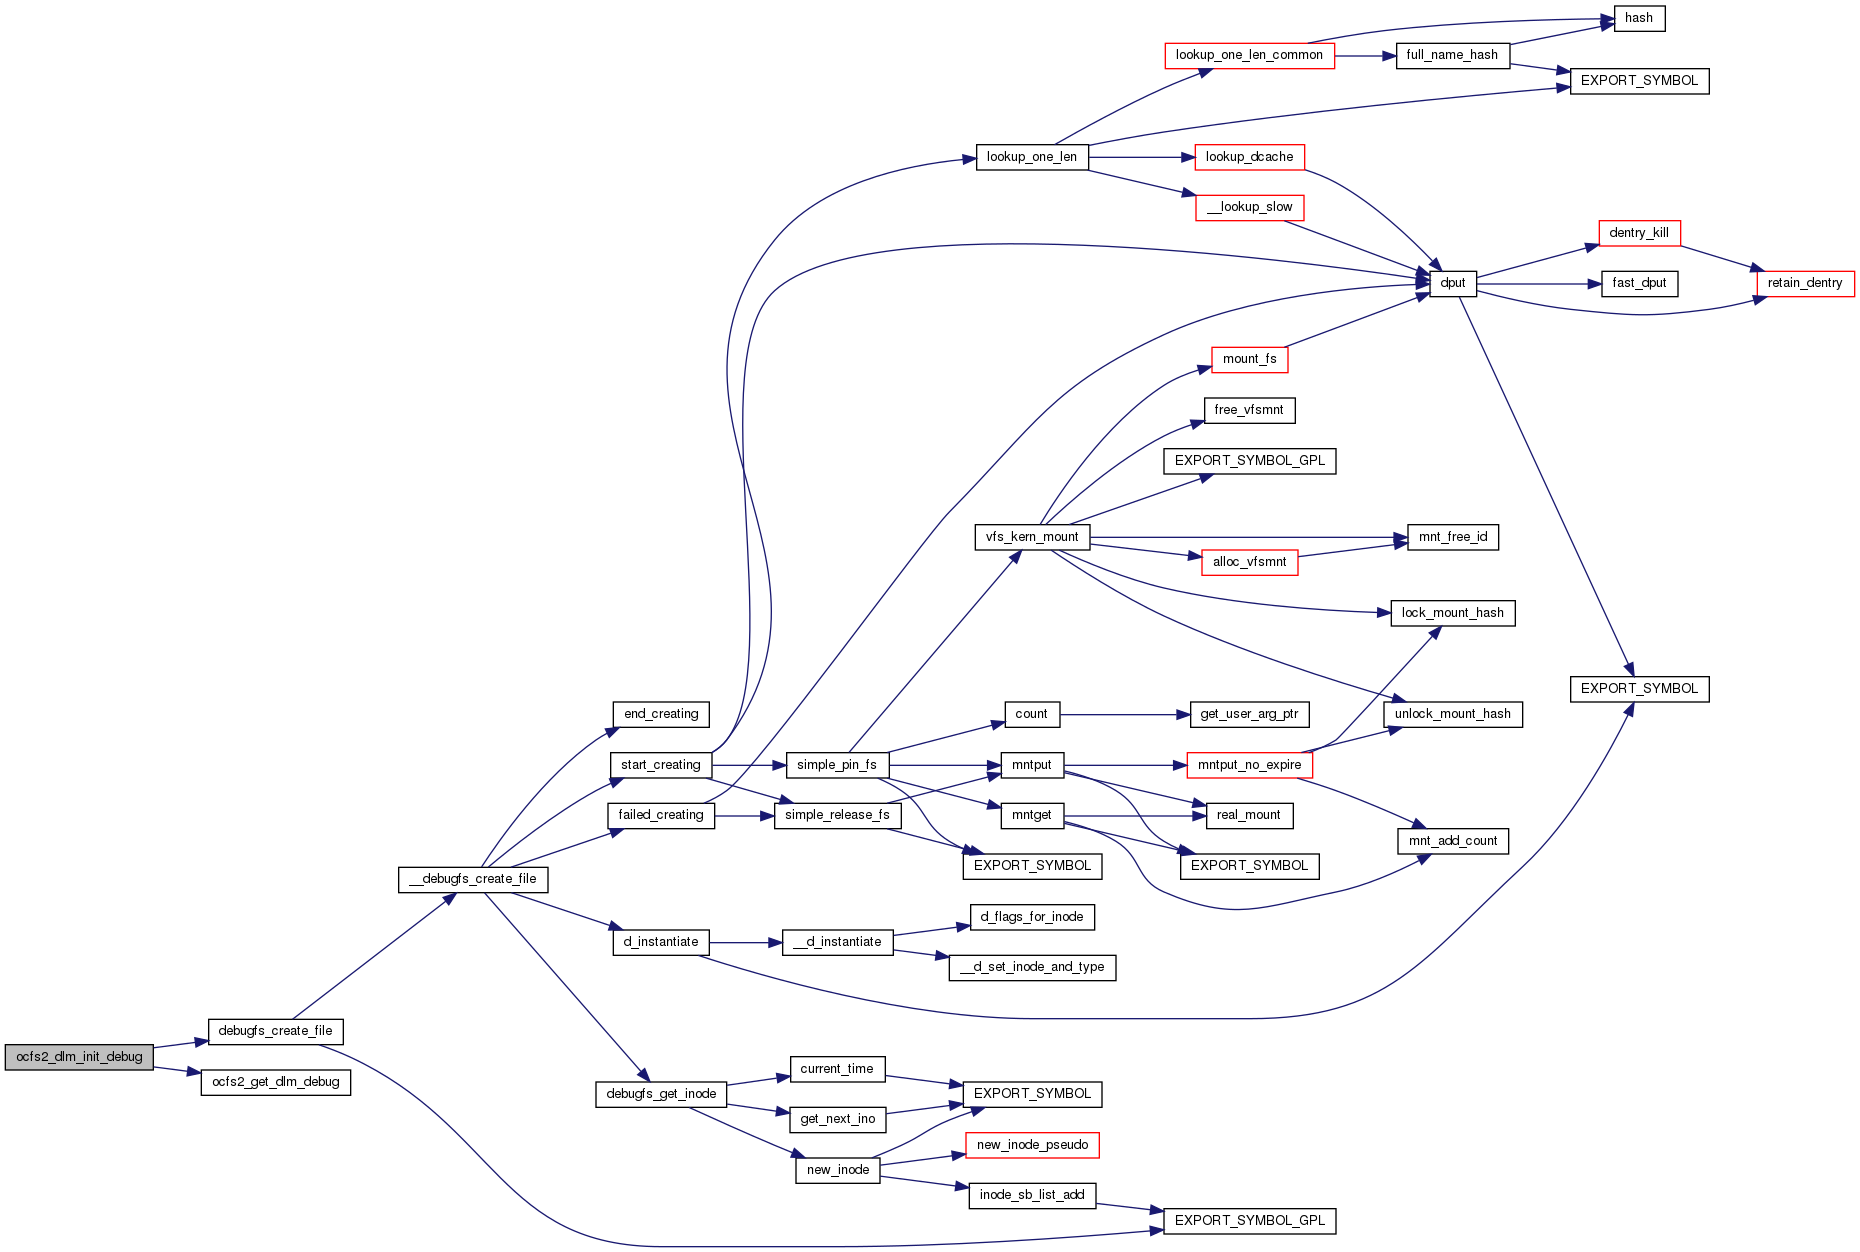 hash
lookup_one_len_common
full_name_hash
EXPORT_SYMBOL
lookup_one_len
lookup_dcache
__lookup_slow
dentry_kill
dput
fast_dput
retain_dentry
mount_fs
free_vfsmnt
EXPORT_SYMBOL_GPL
vfs_kern_mount
mnt_free_id
alloc_vfsmnt
lock_mount_hash
EXPORT_SYMBOL
end_creating
count
get_user_arg_ptr
unlock_mount_hash
start_creating
simple_pin_fs
mntput
mntput_no_expire
failed_creating
simple_release_fs
mntget
real_mount
mnt_add_count
EXPORT_SYMBOL
EXPORT_SYMBOL
__debugfs_create_file
d_flags_for_inode
d_instantiate
__d_instantiate
__d_set_inode_and_type
debugfs_create_file
ocfs2_dlm_init_debug
ocfs2_get_dlm_debug
current_time
debugfs_get_inode
EXPORT_SYMBOL
get_next_ino
new_inode_pseudo
new_inode
inode_sb_list_add
EXPORT_SYMBOL_GPL